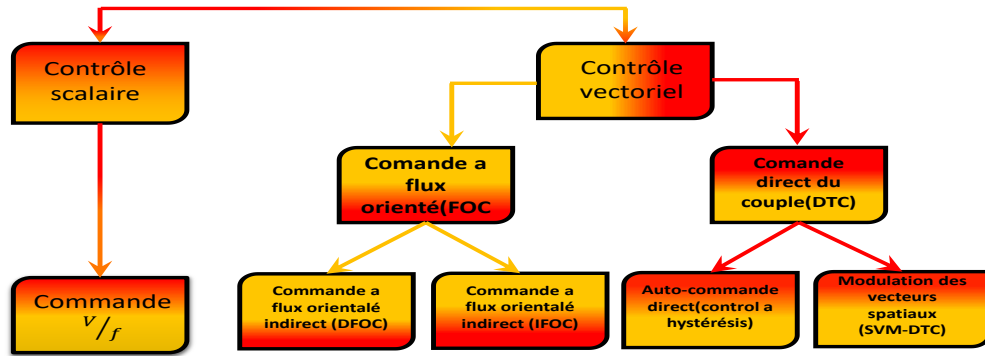 Contrôle
scalaire
Contrôle
vectoriel
Comande a
flux
orienté(FOC
Comande
direct du
couple(DTC)
Commande
V/f
Commande a
flux orientalé
indirect (DFOC)
Commande a
flux orientalé
indirect (IFOC)
Auto-commande
direct(control a
hystérésis)
Modulation des
vecteurs
spatiaux
(SVM-DTC)